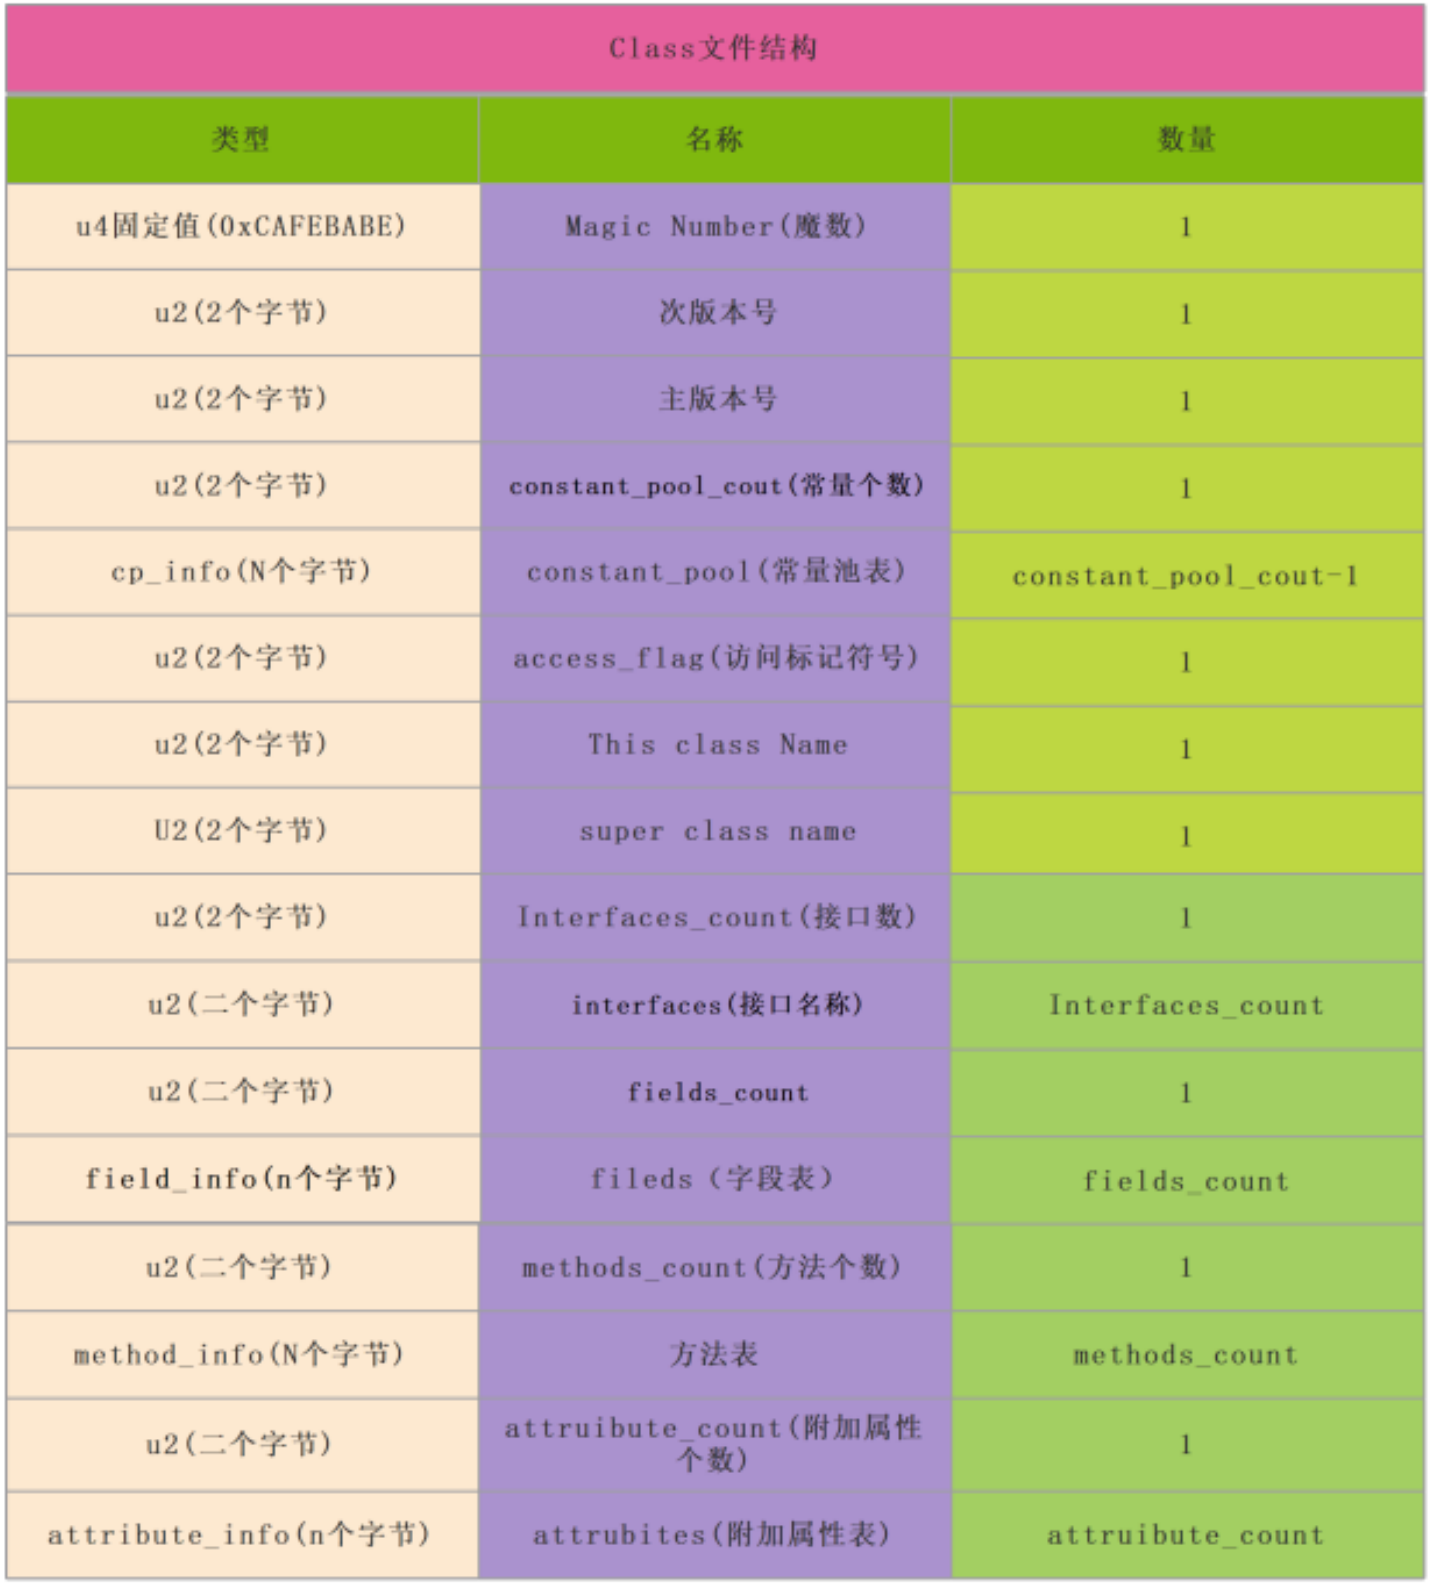 Class文件结构
类型 名称 数量
u4固定值(0xCAFEBABE) Magic Number(魔数) 1
u2(2个字节) 次版本号 1
u2(2个字节) 主版本号 1
u2(2个字节) constant_pool_cout(常量个数) 1
cp_info(N个字节) constant_pool(常量池表) constant_pool_cout-1
u2(2个字节) access_flag(访问标记符号) 1
u2(2个字节) This class Name 1
U2(2个字节) super class name 1
u2(2个字节) Interfaces_count(接口数) 1
u2(二个字节) interfaces(接口名称) Interfaces_count
u2(二个字节) fields_count 1
field_info(n个字节) fileds（字段表） fields_count
u2(二个字节) methods_count(方法个数) 1
method_info(N个字节) 方法表 methods_count
u2(二个字节) attruibute_count(附加属性
个数) 1
attribute_info(n个字节) attrubites(附加属性表) attruibute_count